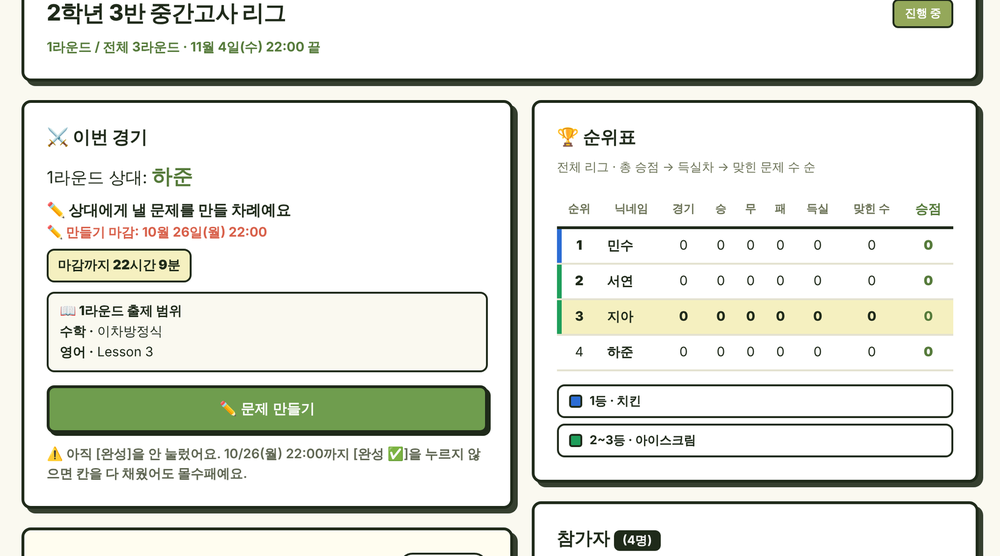 2학년 3반 중간고사 리그
진행 중
1라운드 / 전체 3라운드 · 11월 4일(수) 22:00 끝
⚔️ 이번 경기
1라운드 상대: 하준
✏️ 상대에게 낼 문제를 만들 차례예요
✏️ 만들기 마감: 10월 26일(월) 22:00
마감까지 22시간 9분
📖 1라운드 출제 범위
수학 · 이차방정식
영어 · Lesson 3
✏️ 문제 만들기
⚠️ 아직 [완성]을 안 눌렀어요. 10/26(월) 22:00까지 [완성 ✅]을 누르지 않
으면 칸을 다 채웠어도 몰수패예요.
🏆 순위표
전체 리그 · 총 승점 → 득실차 → 맞힌 문제 수 순
순위 닉네임 경기 승 무 패 득실 맞힌 수 승점
1 민수 0 0 0 0 0 0 0
2 서연 0 0 0 0 0 0 0
3 지아 0 0 0 0 0 0 0
4 하준 0 0 0 0 0 0 0
1등 · 치킨
2~3등 · 아이스크림
참가자 (4명)